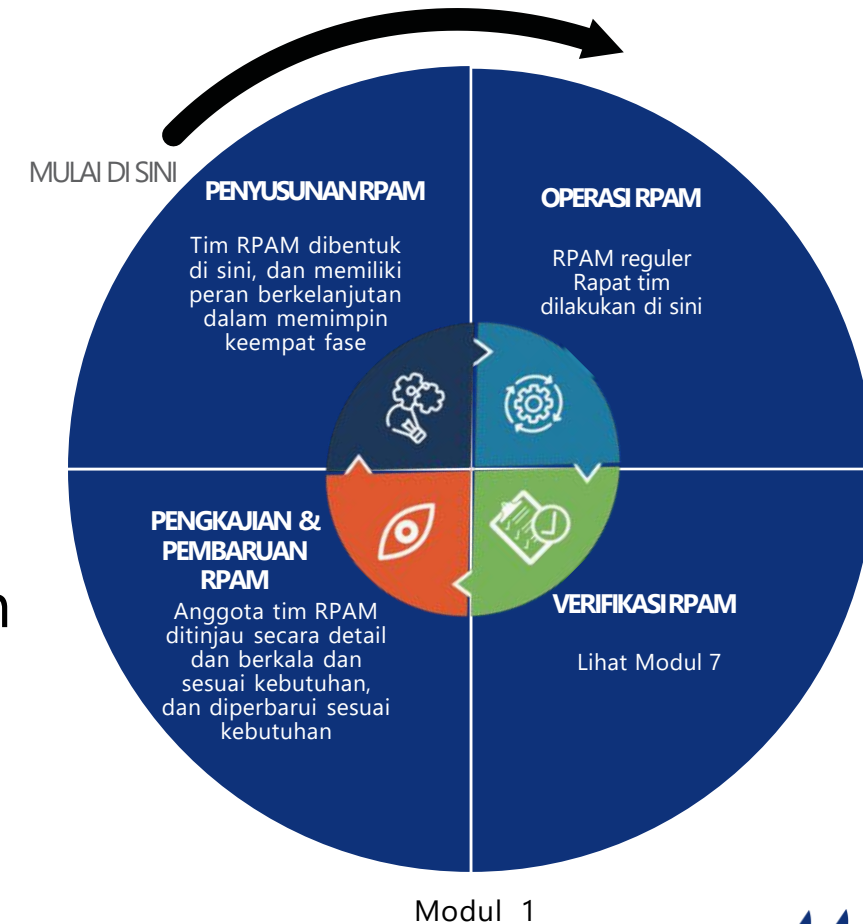 MULAI DI SINI
PENYUSUNAN RPAM
Tim RPAM dibentuk
di sini, dan memiliki
peran berkelanjutan
dalam memimpin
keempat fase
OPERASI RPAM
RPAM reguler
Rapat tim
dilakukan di sini
PENGKAJIAN &
PEMBARUAN
RPAM
Anggota tim RPAM
ditinjau secara detail
dan berkala dan
sesuai kebutuhan,
dan diperbarui sesuai
kebutuhan
VERIFIKASI RPAM
Lihat Modul 7
Modul 1